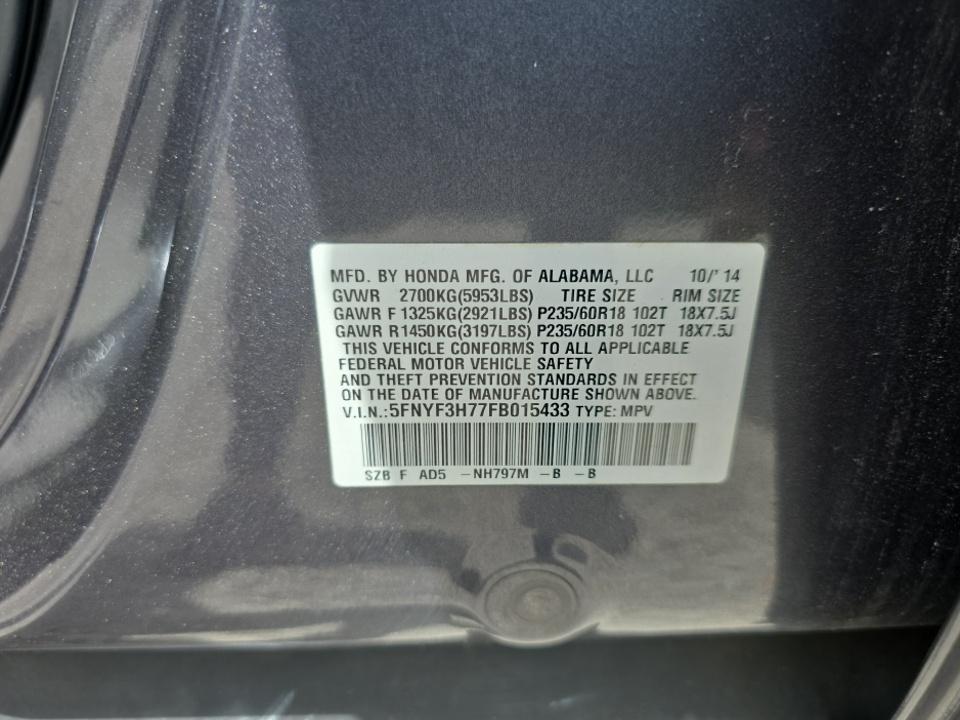 MFD. BY HONDA MFG. OF ALABAMA, LLC 10/'14
GVWR 2700KG(5953LBS) TIRE SIZE RIM SIZE
GAWR F 1325KG(2921LBS) P235/60R18 102T 18X7.5J
GAWR R1450KG(3197LBS) P235/60R18 102T 18X7.5J
THIS VEHICLE CONFORMS TO ALL APPLICABLE
FEDERAL MOTOR VEHICLE SAFETY
AND THEFT PREVENTION STANDARDS IN EFFECT
ON THE DATE OF MANUFACTURE SHOWN ABOVE.
V.I.N.:5FNYF3H77FB015433 TYPE: MPV
SZB F AD5 -NH797M -B -B